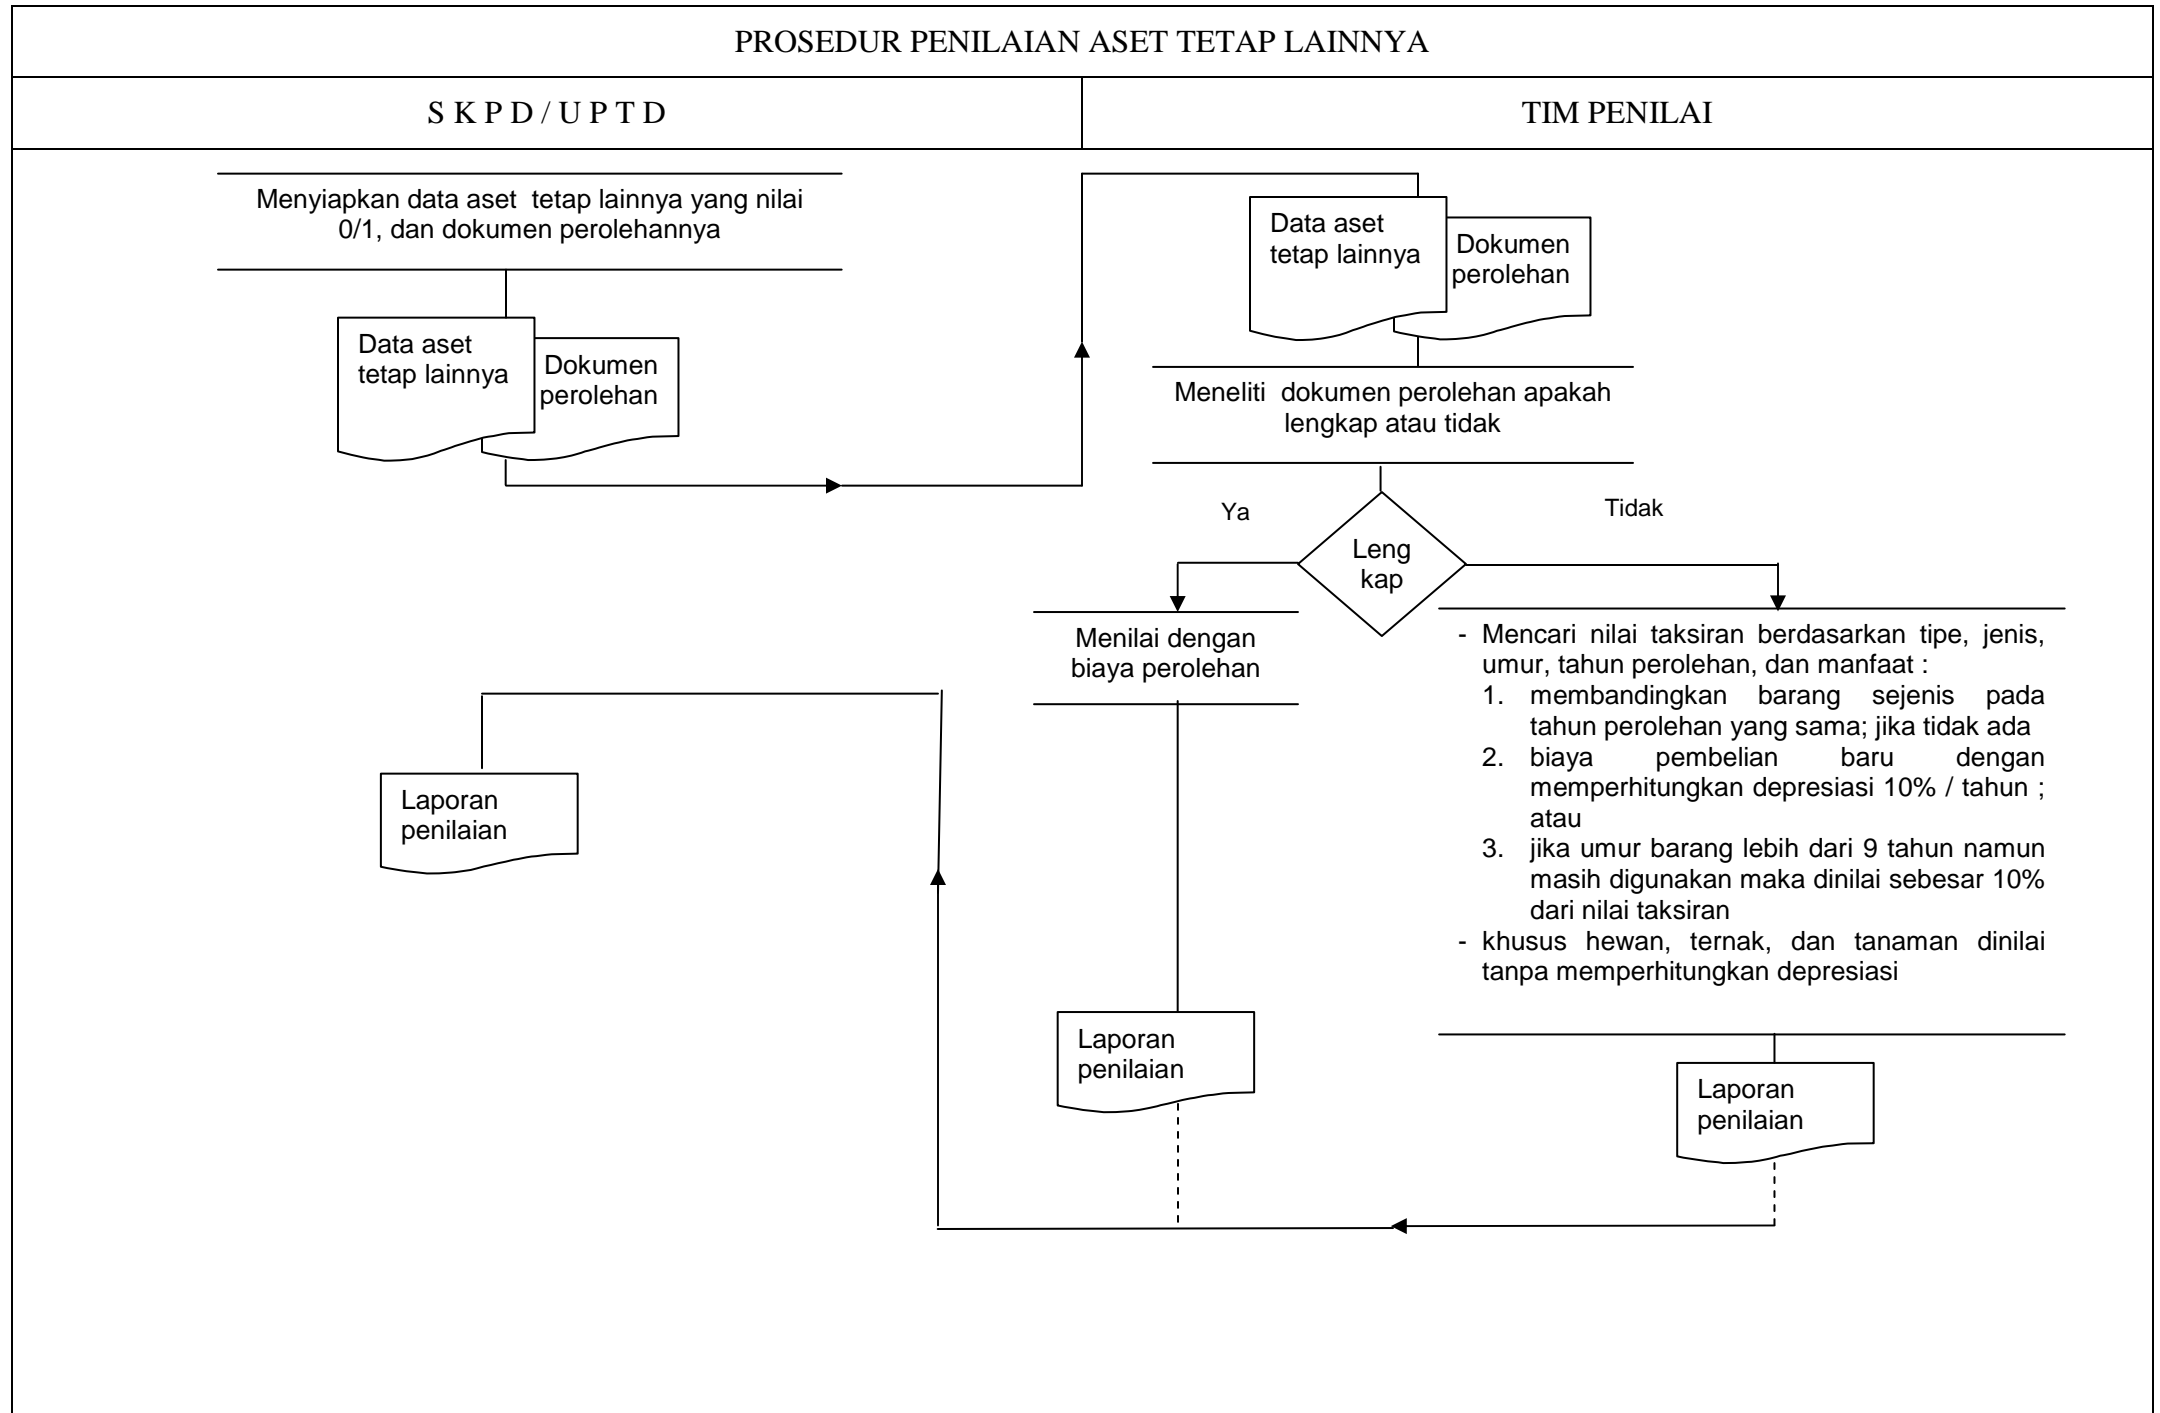 PROSEDUR PENILAIAN ASET TETAP LAINNYA
S K P D / U P T D
TIM PENILAI
Menyiapkan data aset tetap lainnya yang nilai
0/1, dan dokumen perolehannya
Data aset
tetap lainnya
Dokumen
perolehan
Data aset
tetap lainnya
Dokumen
perolehan
Meneliti dokumen perolehan apakah
lengkap atau tidak
Ya
Tidak
Leng
kap
Menilai dengan
biaya perolehan
- Mencari nilai taksiran berdasarkan tipe, jenis,
umur, tahun perolehan, dan manfaat :
1. membandingkan barang sejenis pada
tahun perolehan yang sama; jika tidak ada
2. biaya pembelian baru dengan
memperhitungkan depresiasi 10% / tahun ;
atau
3. jika umur barang lebih dari 9 tahun namun
masih digunakan maka dinilai sebesar 10%
dari nilai taksiran
- khusus hewan, ternak, dan tanaman dinilai
tanpa memperhitungkan depresiasi
Laporan
penilaian
Laporan
penilaian
Laporan
penilaian